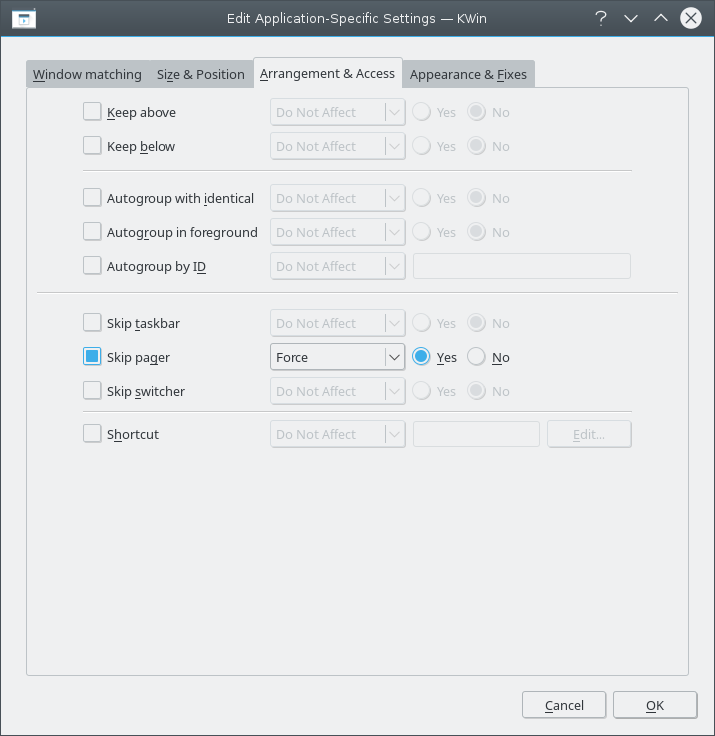 Edit Application-Specific Settings — KWin
Window matching Size & Position Arrangement & Access Appearance & Fixes
Keep above Do Not Affect Yes No
Keep below Do Not Affect Yes No
Autogroup with identical Do Not Affect Yes No
Autogroup in foreground Do Not Affect Yes No
Autogroup by ID Do Not Affect
Skip taskbar Do Not Affect Yes No
Skip pager Force Yes No
Skip switcher Do Not Affect Yes No
Shortcut Do Not Affect Edit...
Cancel OK